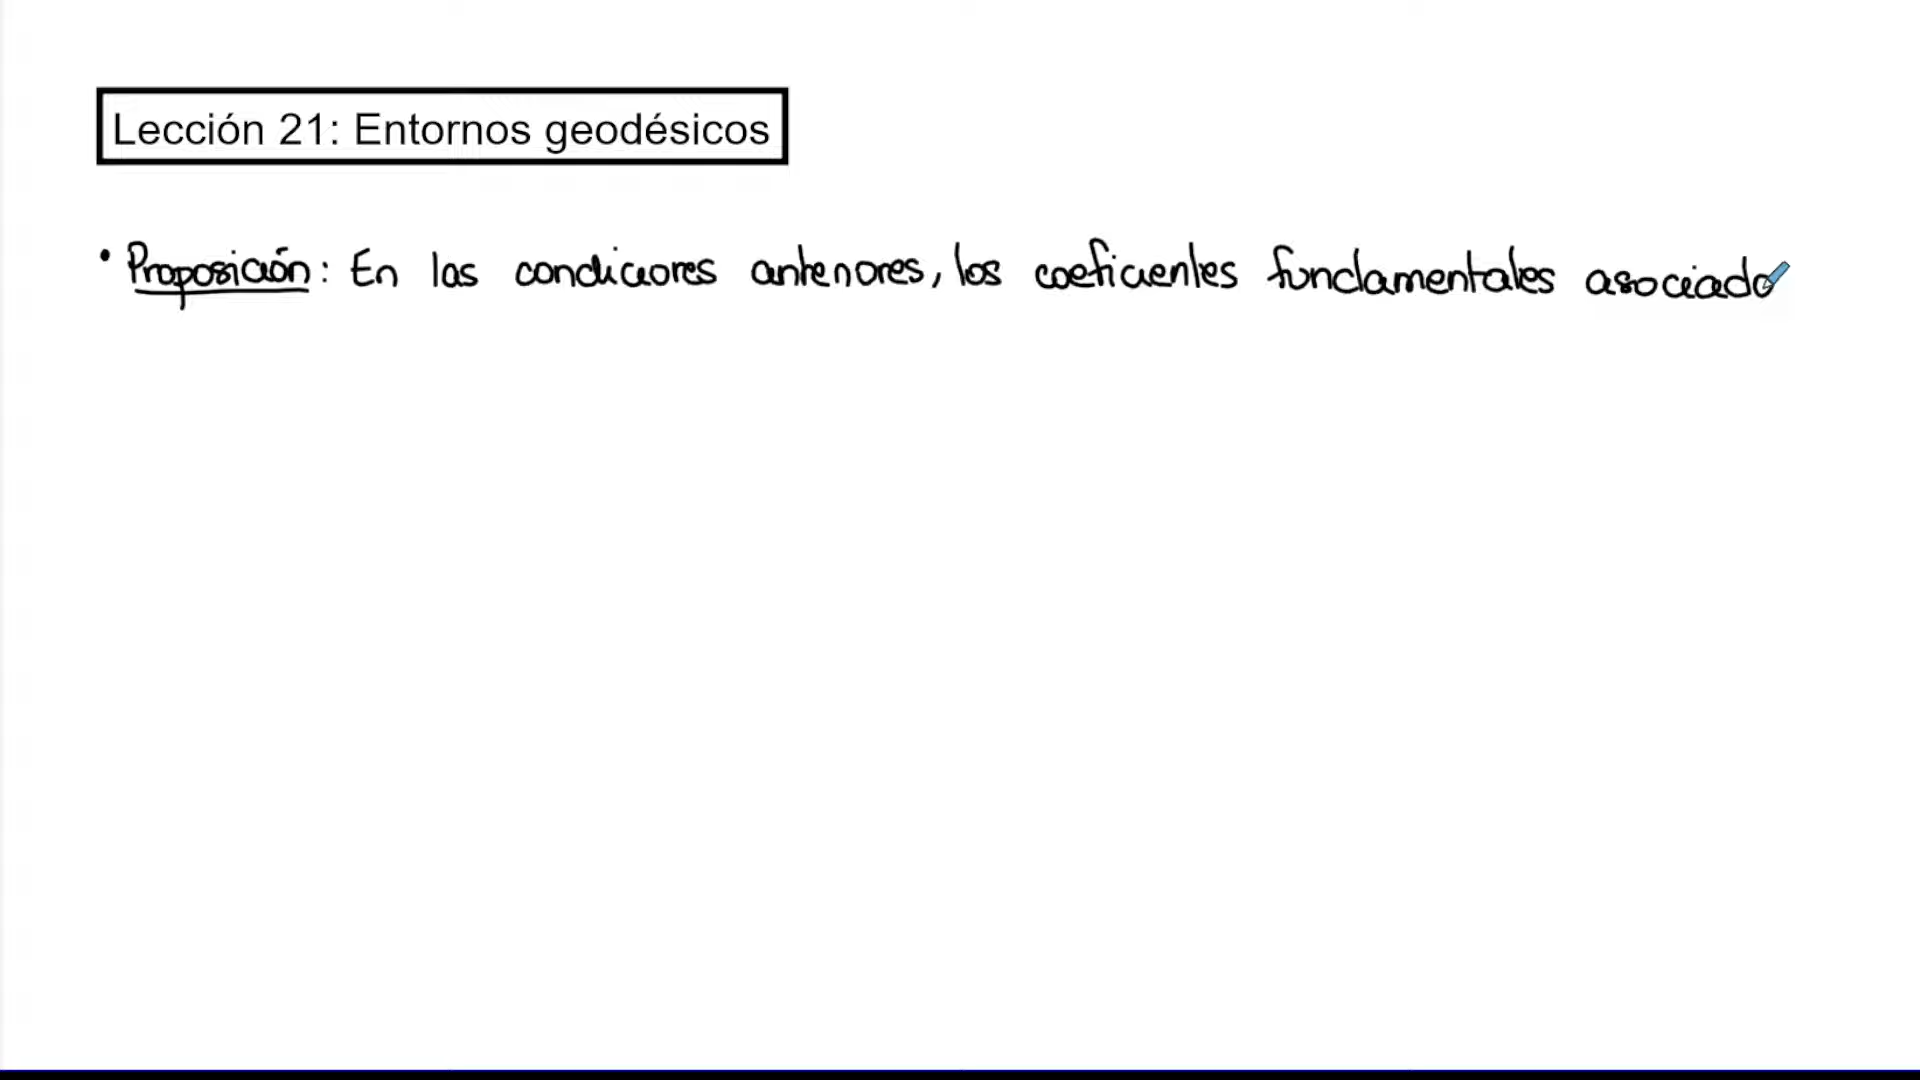 Lección 21: Entornos geodésicos
• Proposición: En las condiciones anteriores, los coeficientes fundamentales asociado